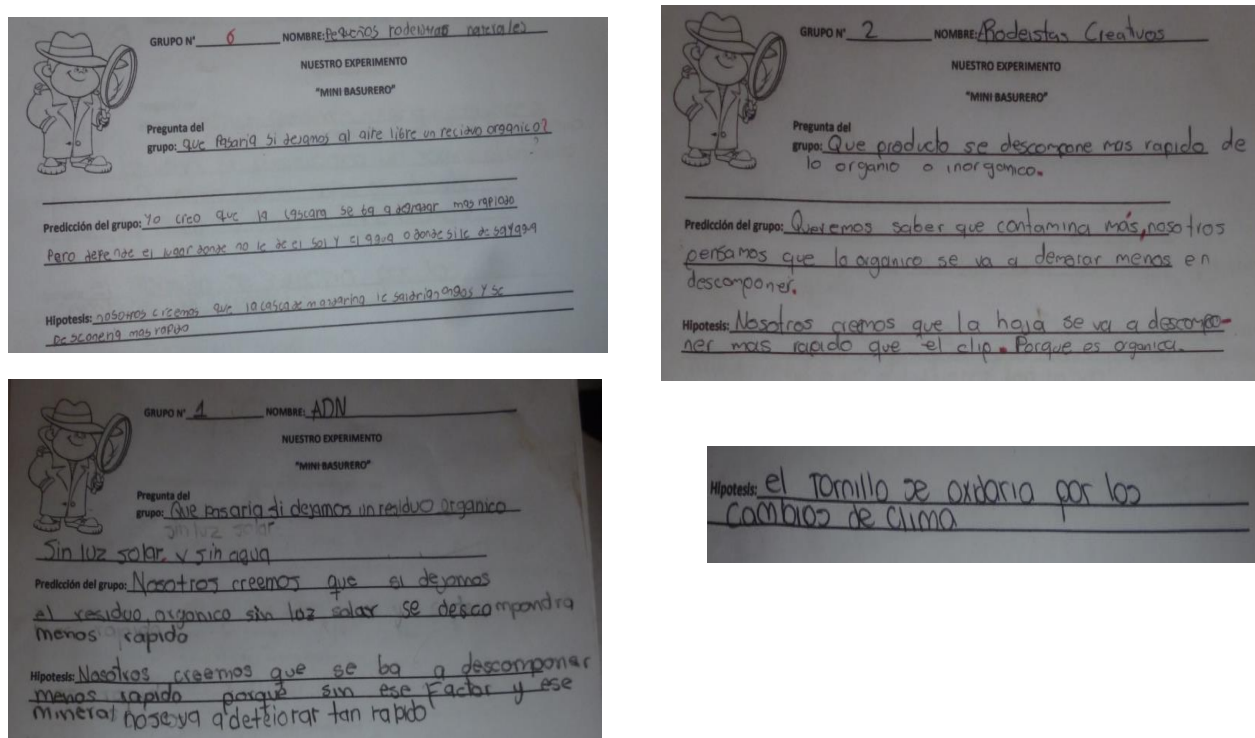 GRUPO N° 6 NOMBRE: Pequeños rodeistas
NUESTRO EXPERIMENTO
"MINI BASURERO"
Pregunta del
grupo: que Pasaria si dejamos al aire libre un reciduo organico?
Predicción del grupo: Yo creo que la cascara se ba a degradar mas rapido
Pero depende el lugar donde no le de el sol y el agua o donde si le de sol y agua
Hipotesis: nosotros creemos que la casca de mandarina le saldrian ongos y se
mas rapido
GRUPO N° 2 NOMBRE: Rodeistas Creativos
NUESTRO EXPERIMENTO
"MINI BASURERO"
Pregunta del
grupo: Que producto se descompone mas rapido de
lo organio o inorganico.
Predicción del grupo: Queremos saber que contamina más, nosotros
pensamos que lo organico se va a demorar menos en
descomponer.
Hipotesis: Nosotros cremos que la hoja se va a descompo-
ner mas rapido que el clip. Porque es organica.
GRUPO N° 1 NOMBRE: ADN
NUESTRO EXPERIMENTO
"MINI BASURERO"
Pregunta del
grupo: Que pasaria si dejamos un residuo organico
sin luz solar
Sin luz solar y sin agua
Predicción del grupo: Nosotros creemos que si dejamos
el residuo organico sin luz solar se descompondra
menos rapido
Hipotesis: Nosotros creemos que se ba a descomponer
menos rapido porque sin ese Factor y ese
mineral no se va a deteiorar tan rapido
Hipotesis: el Tornillo se oxidaria por los
cambios de clima